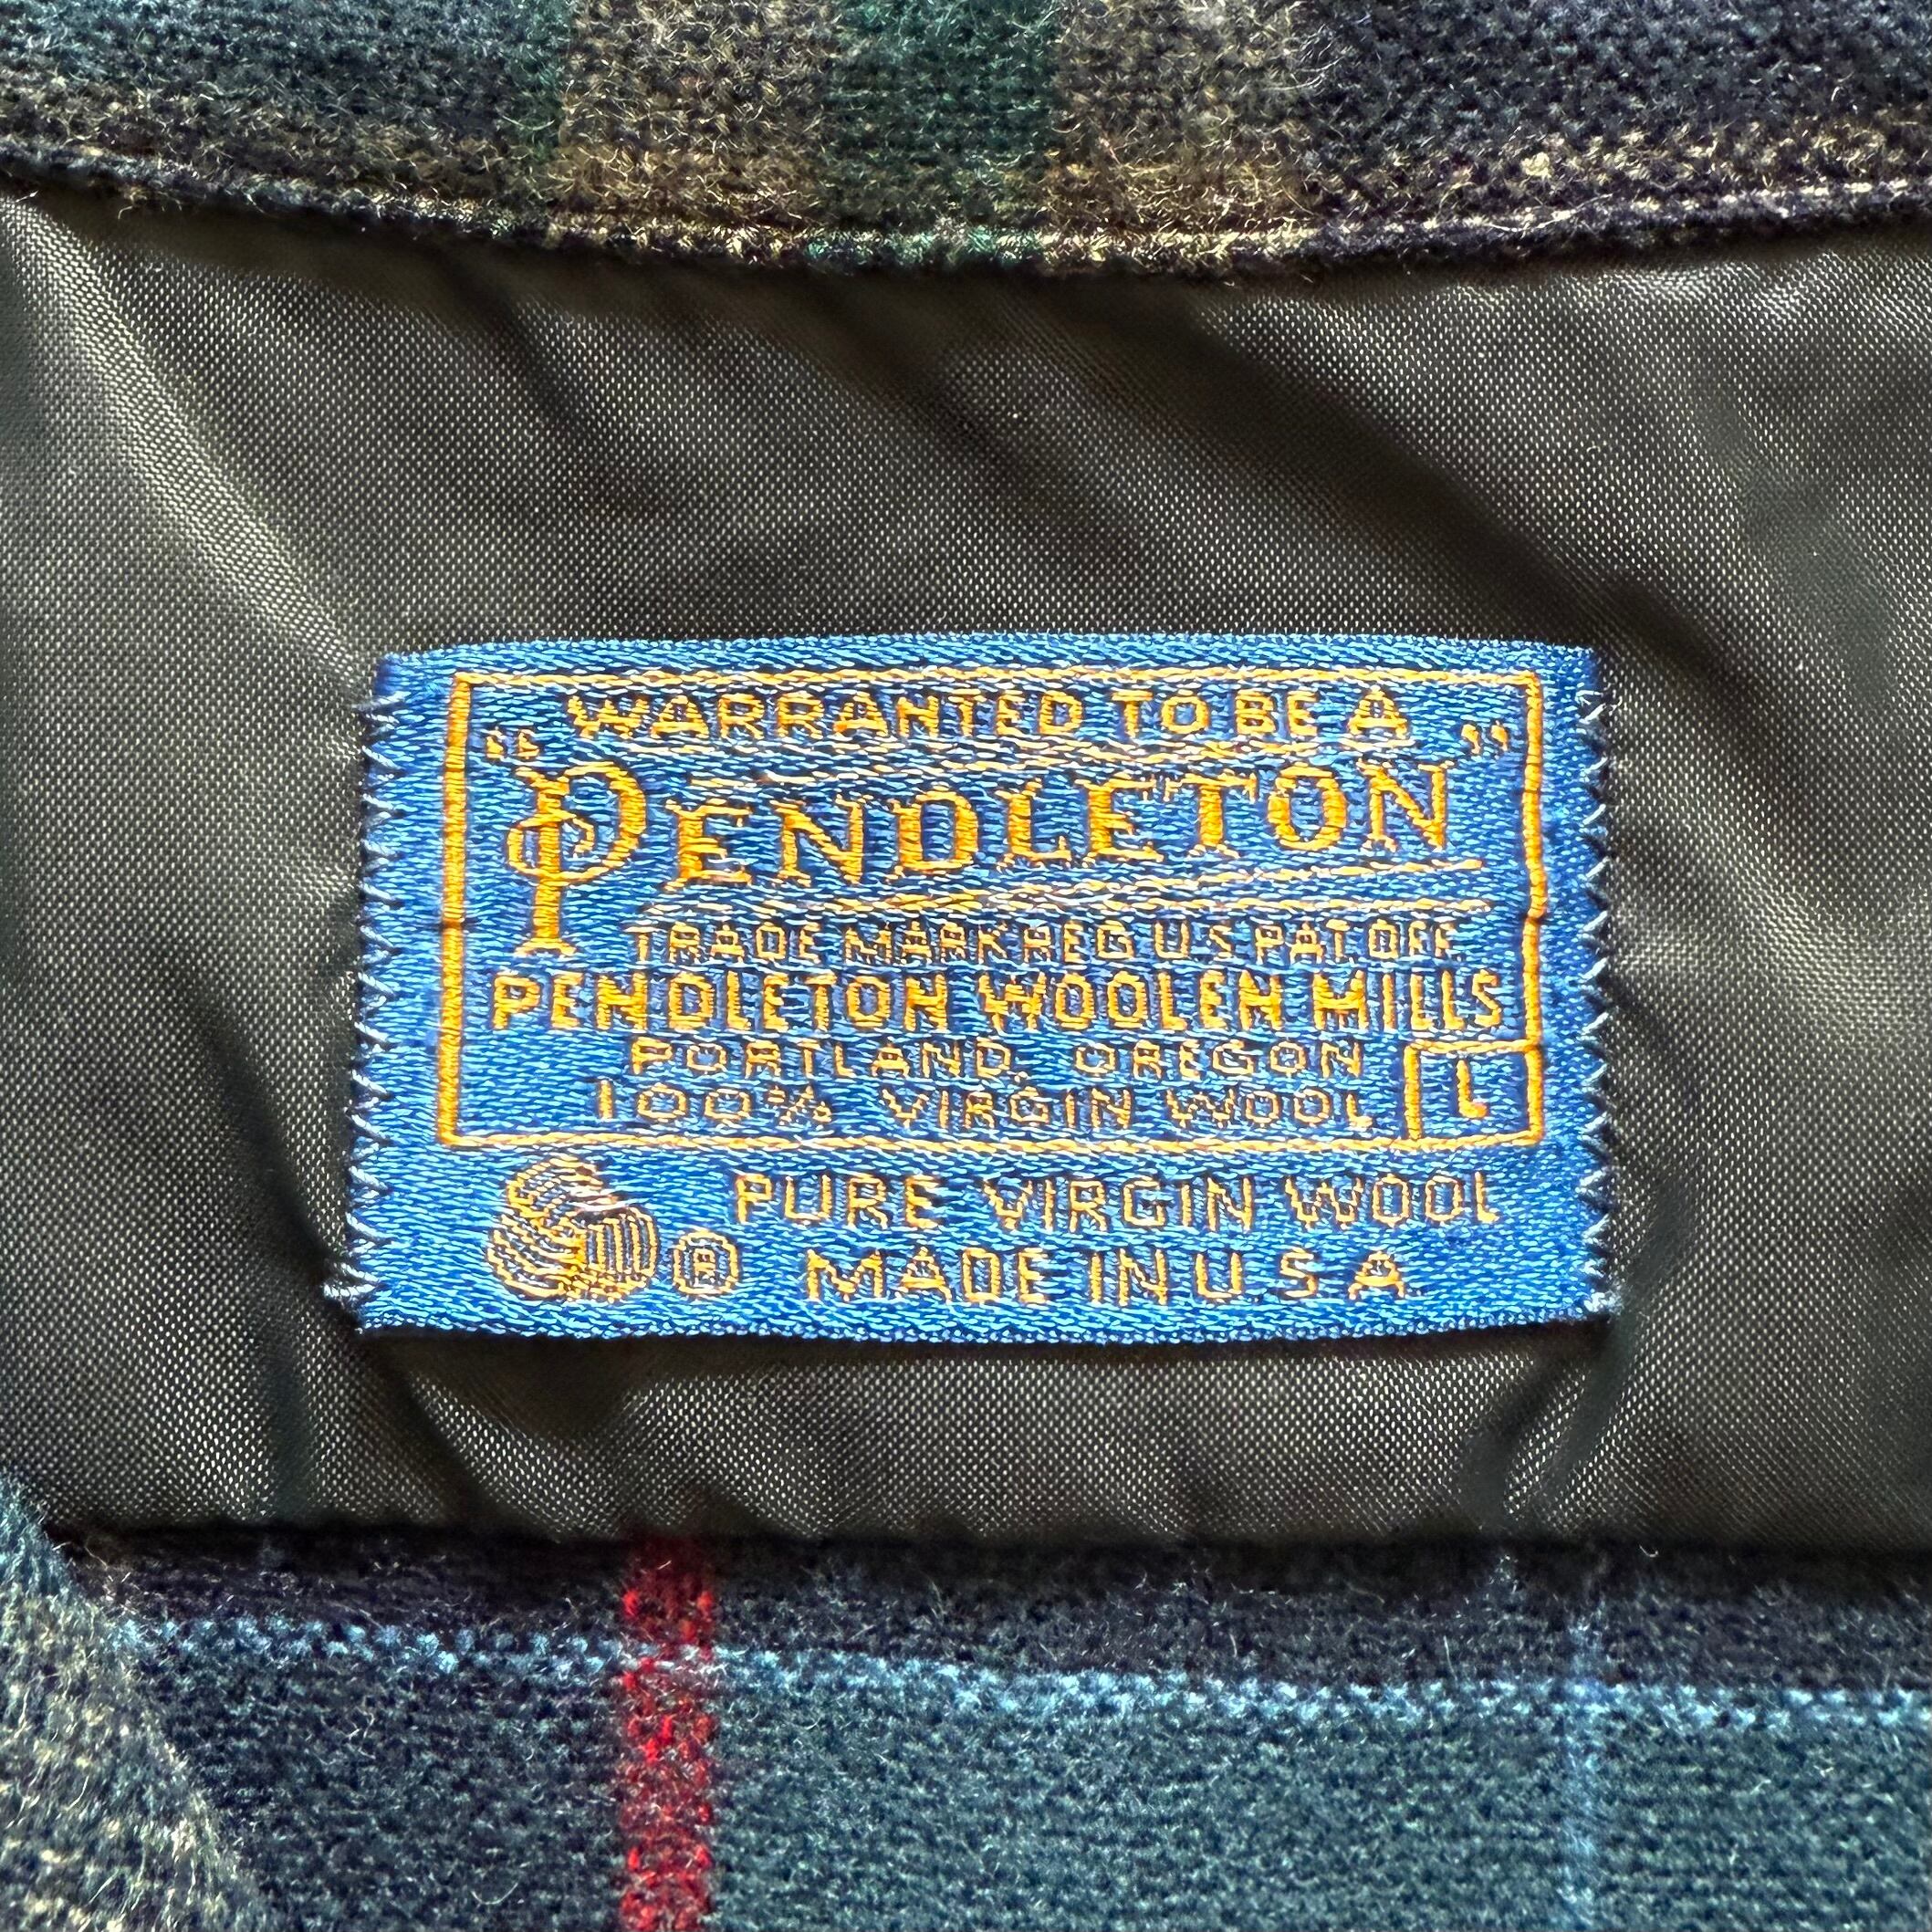 WARRANTED TO BE A
"PENDLETON"
TRADE MARK REG U.S. PAT. OFF.
PENDLETON WOOLEN MILLS
PORTLAND, OREGON
100% VIRGIN WOOL L
PURE VIRGIN WOOL
® MADE IN U.S.A.